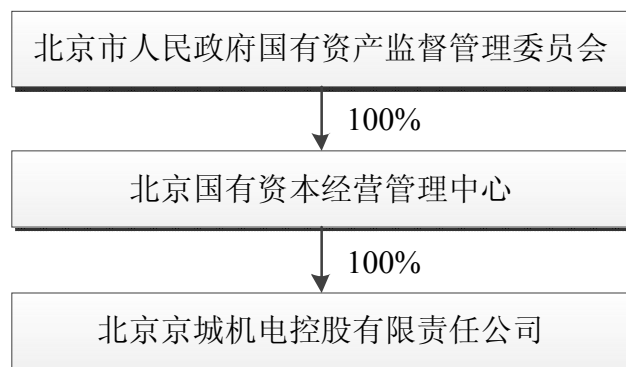 北京市人民政府国有资产监督管理委员会
100%
北京国有资本经营管理中心
100%
北京京城机电控股有限责任公司